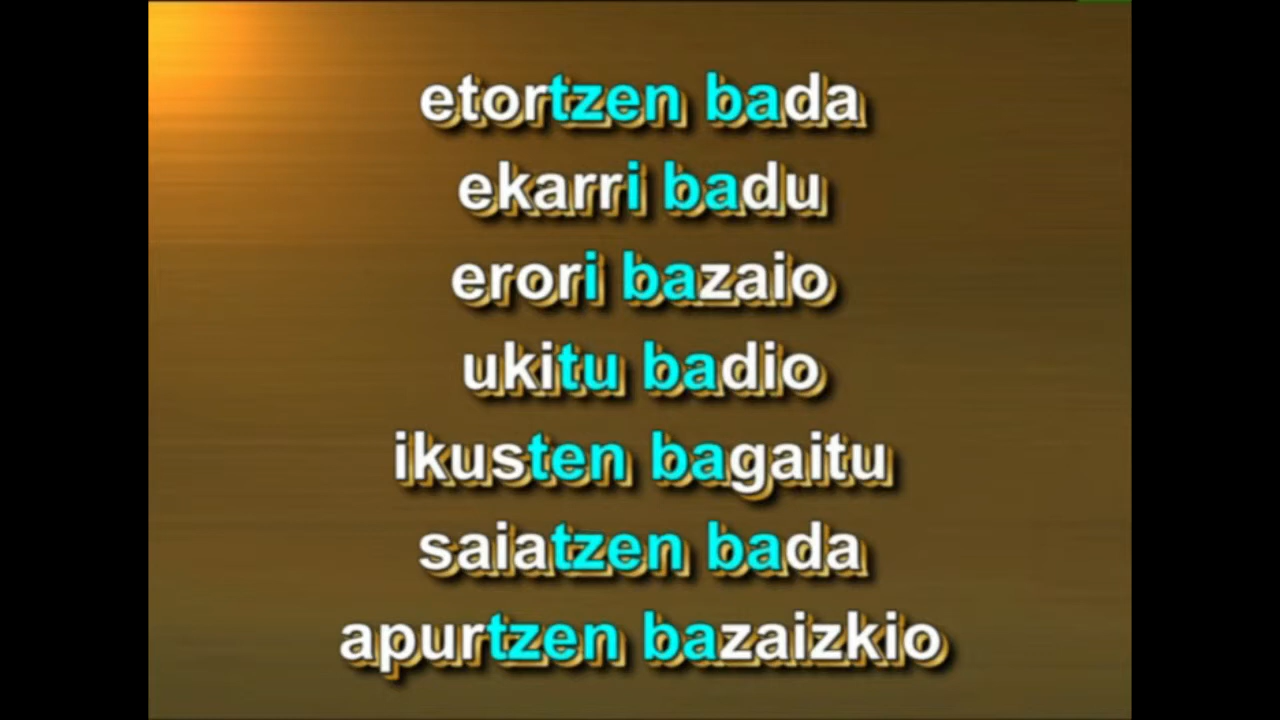 etortzen bada
ekarri badu
erori bazaio
ukitu badio
ikusten bagaitu
saiatzen bada
apurtzen bazaizkio